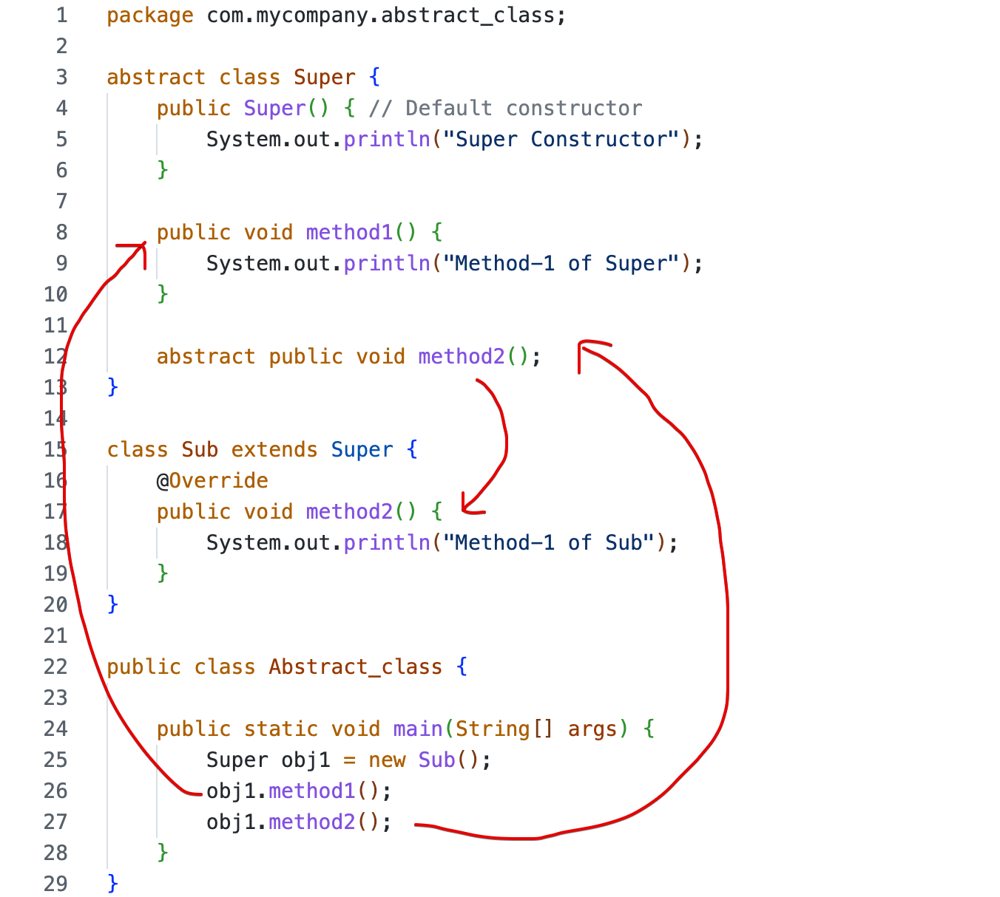 1 package com.mycompany.abstract_class;
2
3 abstract class Super {
4 public Super() { // Default constructor
5 System.out.println("Super Constructor");
6 }
7
8 public void method1() {
9 System.out.println("Method-1 of Super");
10 }
11
12 abstract public void method2();
13 }
14
15 class Sub extends Super {
16 @Override
17 public void method2() {
18 System.out.println("Method-1 of Sub");
19 }
20 }
21
22 public class Abstract_class {
23
24 public static void main(String[] args) {
25 Super obj1 = new Sub();
26 obj1.method1();
27 obj1.method2();
28 }
29 }